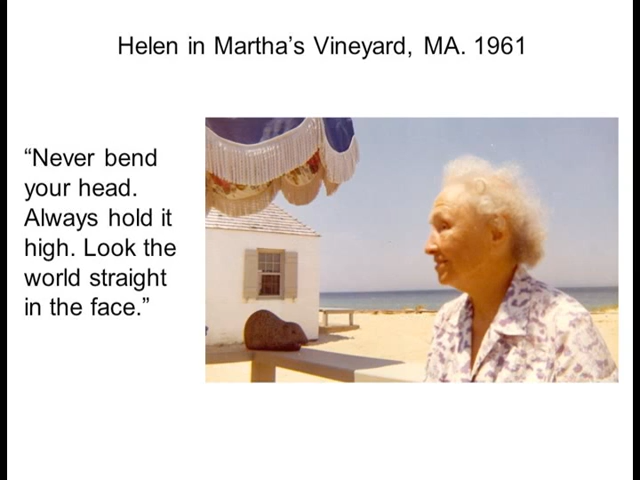 Helen in Martha’s Vineyard, MA. 1961
“Never bend
your head.
Always hold it
high. Look the
world straight
in the face.”